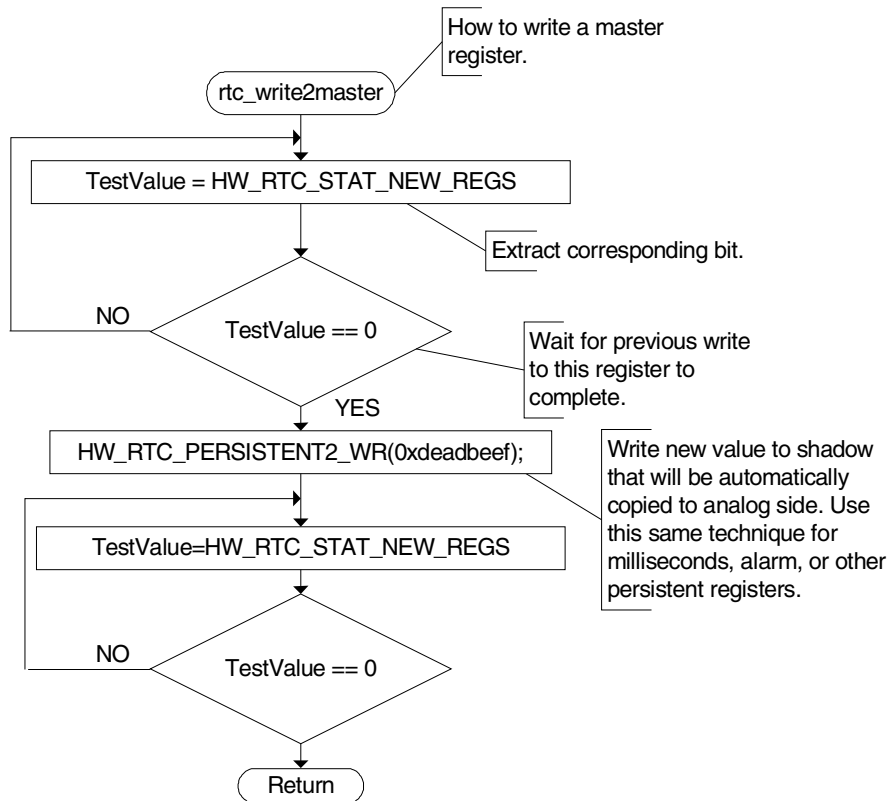 How to write a master
register.
rtc_write2master
TestValue = HW_RTC_STAT_NEW_REGS
Extract corresponding bit.
NO
TestValue == 0
Wait for previous write
to this register to
complete.
YES
HW_RTC_PERSISTENT2_WR(0xdeadbeef);
Write new value to shadow
that will be automatically
copied to analog side. Use
this same technique for
milliseconds, alarm, or other
persistent registers.
TestValue=HW_RTC_STAT_NEW_REGS
NO
TestValue == 0
Return